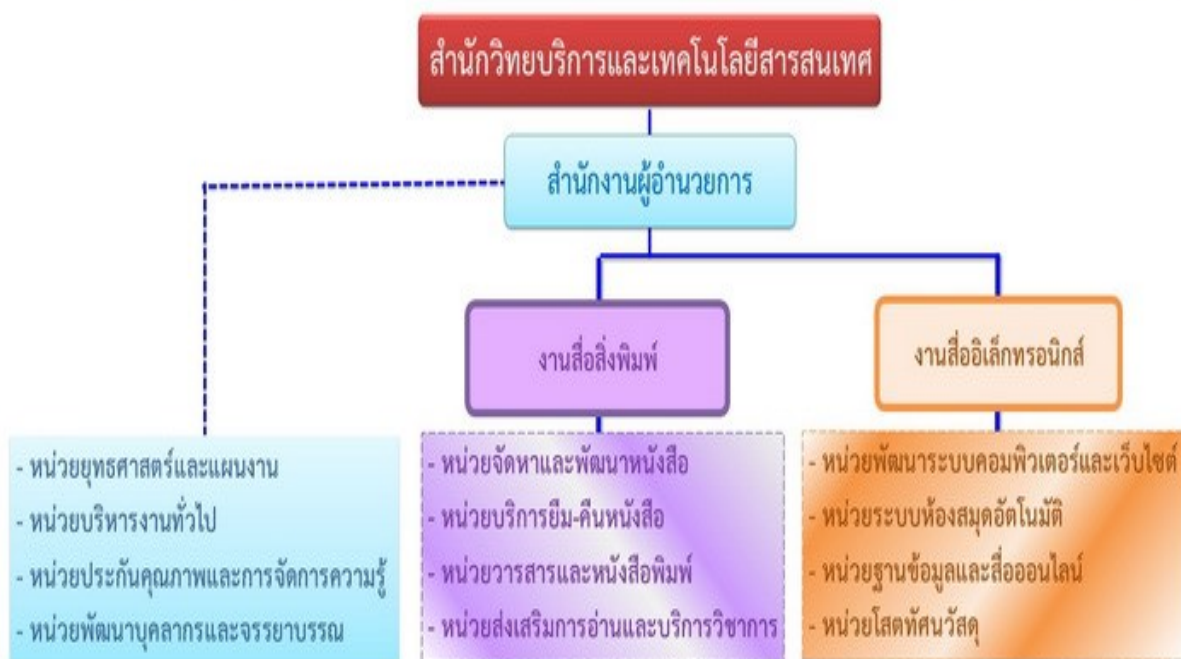 สำนักวิทยบริการและเทคโนโลยีสารสนเทศ
สำนักงานผู้อำนวยการ
งานสื่อสิ่งพิมพ์
งานสื่ออิเล็กทรอนิกส์
- หน่วยยุทธศาสตร์และแผนงาน
- หน่วยบริหารงานทั่วไป
- หน่วยประกันคุณภาพและการจัดการความรู้
- หน่วยพัฒนาบุคลากรและจรรยาบรรณ
- หน่วยจัดหาและพัฒนาหนังสือ
- หน่วยบริการยืม-คืนหนังสือ
- หน่วยวารสารและหนังสือพิมพ์
- หน่วยส่งเสริมการอ่านและบริการวิชาการ
- หน่วยพัฒนาระบบคอมพิวเตอร์และเว็บไซต์
- หน่วยระบบห้องสมุดอัตโนมัติ
- หน่วยฐานข้อมูลและสื่อออนไลน์
- หน่วยโสตทัศนวัสดุ